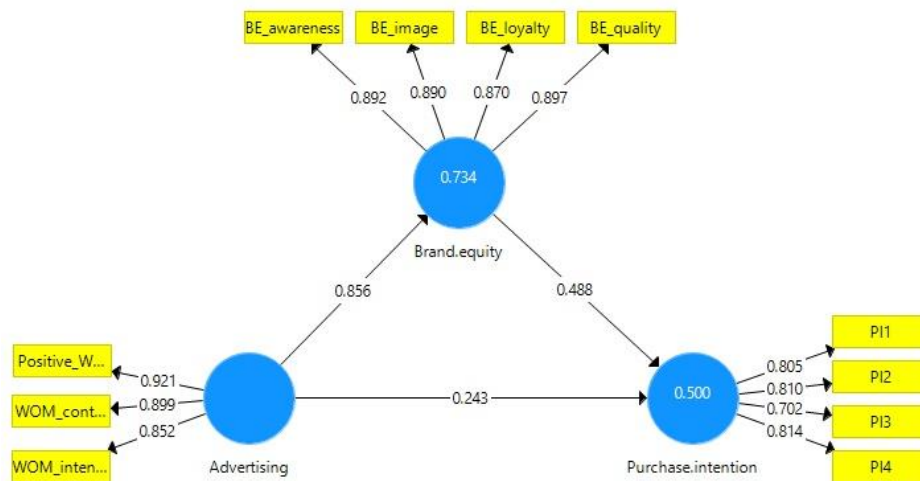 BE_awareness BE_image BE_loyalty BE_quality
0.892 0.890 0.870 0.897
0.734
Brand.equity
0.856 0.488
Positive_W...
0.921
WOM_cont...
0.899
WOM_inten...
0.852
Advertising
0.243
0.500
Purchase.intention
PI1
0.805
PI2
0.810
PI3
0.702
PI4
0.814